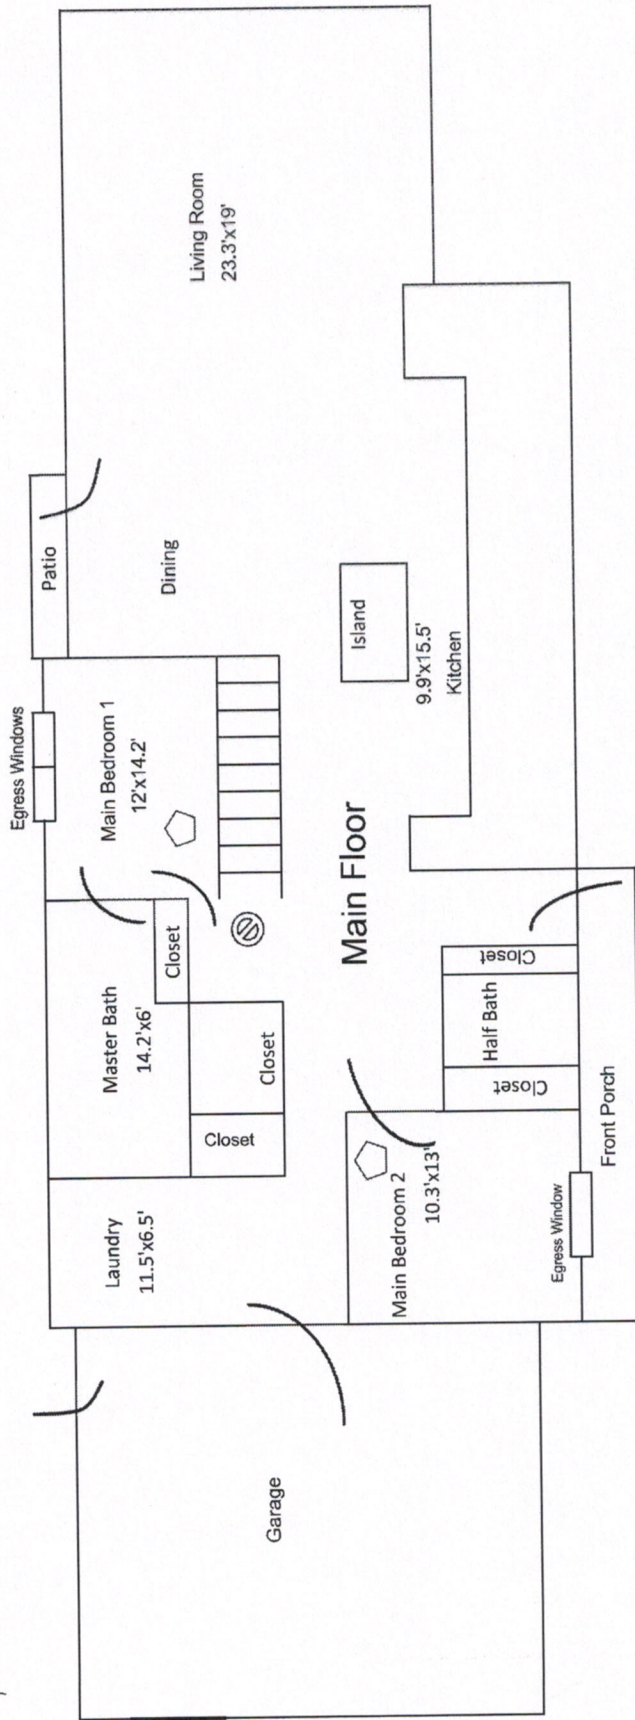 Egress Windows
Patio
Living Room
23.3'x19'
Dining
Main Bedroom 1
12'x14.2'
Master Bath
14.2'x6'
Closet
Closet
Closet
Laundry
11.5'x6.5'
Island
9.9'x15.5'
Kitchen
Main Floor
Garage
Main Bedroom 2
10.3'x13'
Closet
Half Bath
Closet
Egress Window
Front Porch